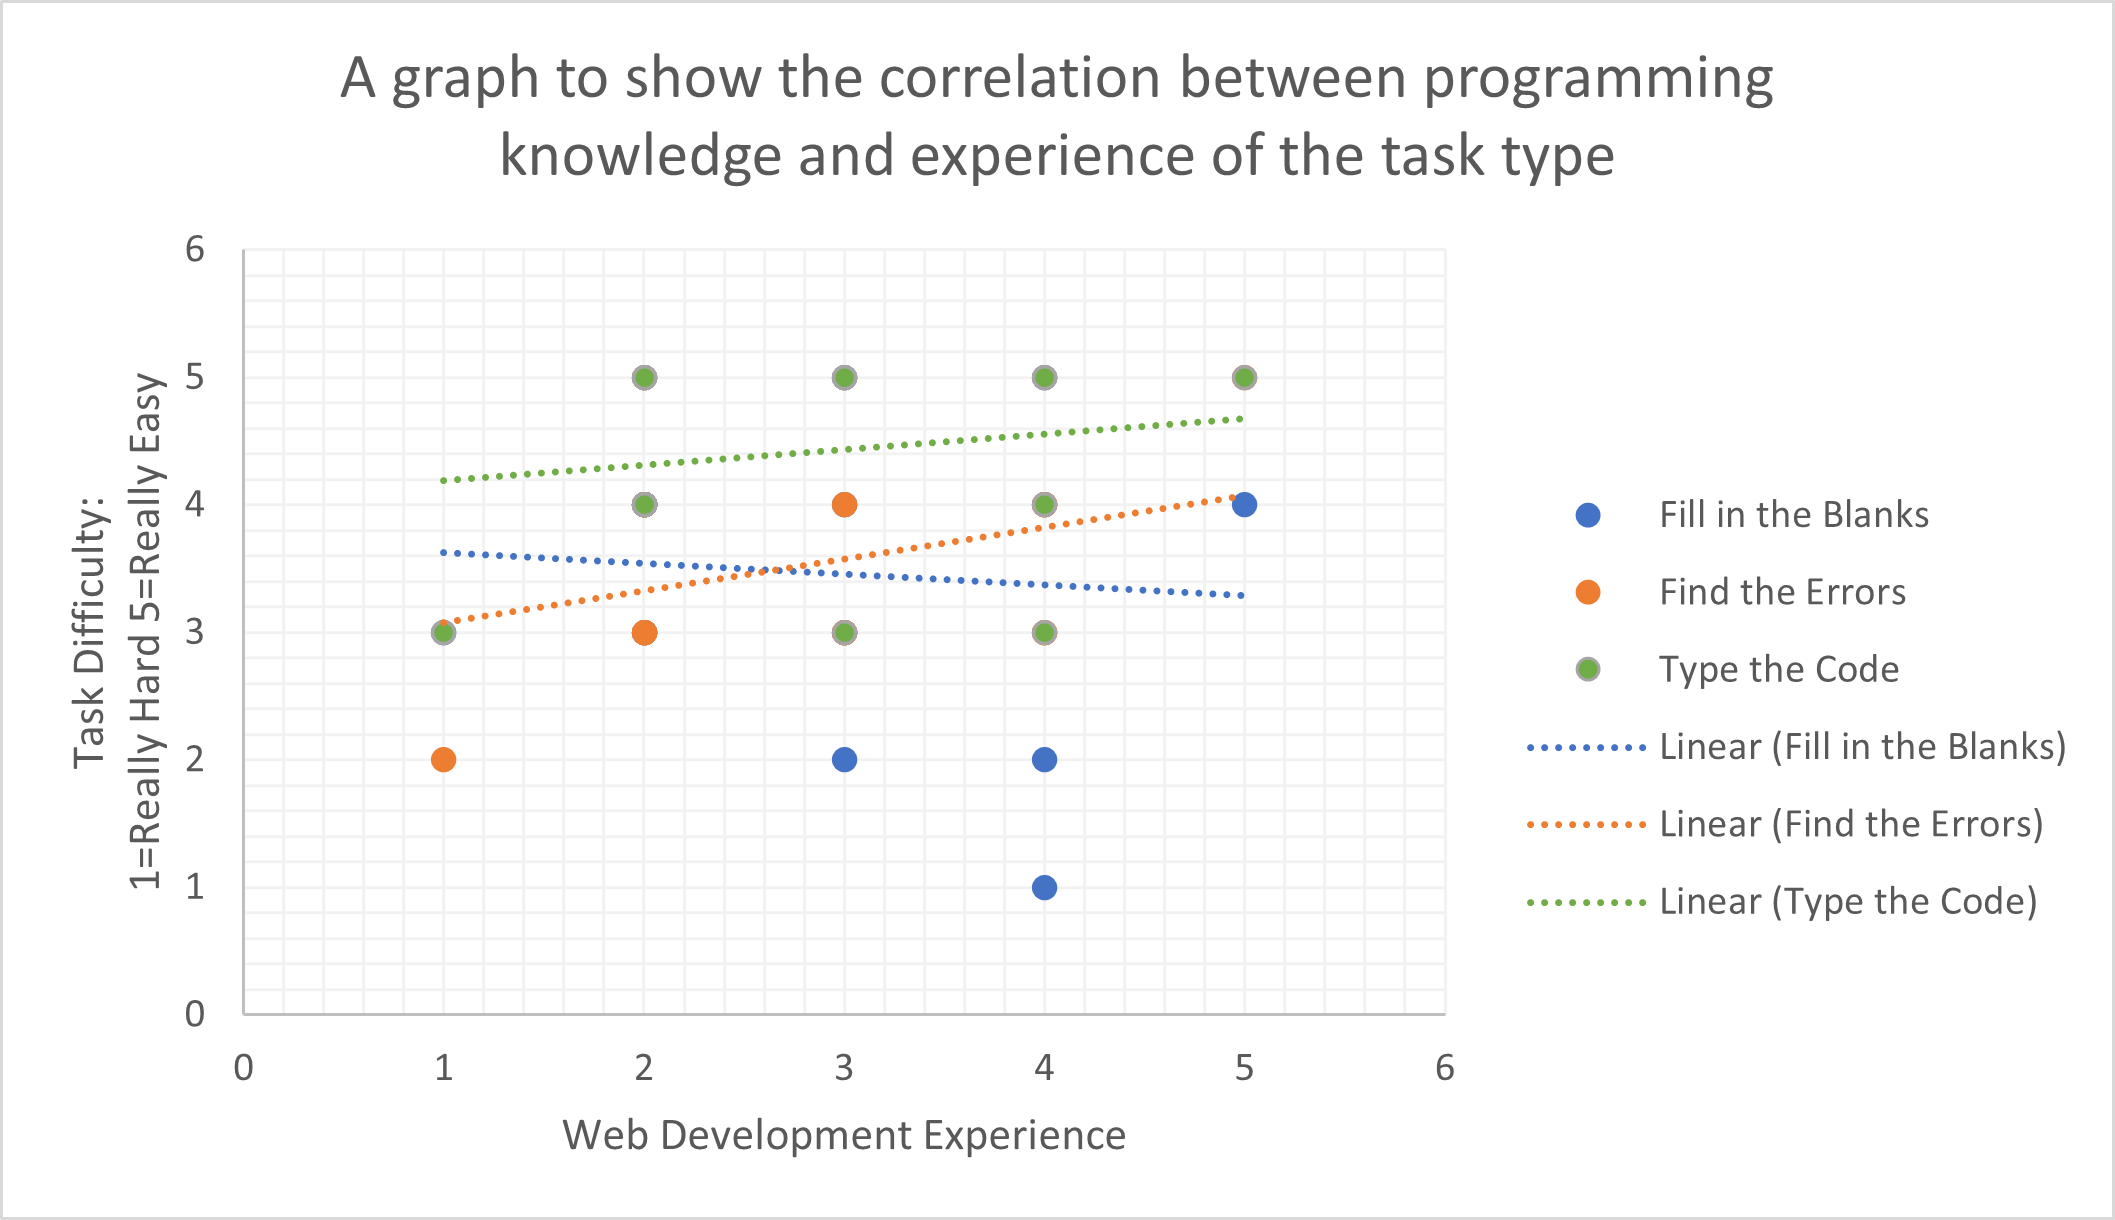 A graph to show the correlation between programming
knowledge and experience of the task type
Task Difficulty:
1=Really Hard 5=Really Easy
6
5
4
3
2
1
0
0 1 2 3 4 5 6
Web Development Experience
Fill in the Blanks
Find the Errors
Type the Code
Linear (Fill in the Blanks)
Linear (Find the Errors)
Linear (Type the Code)